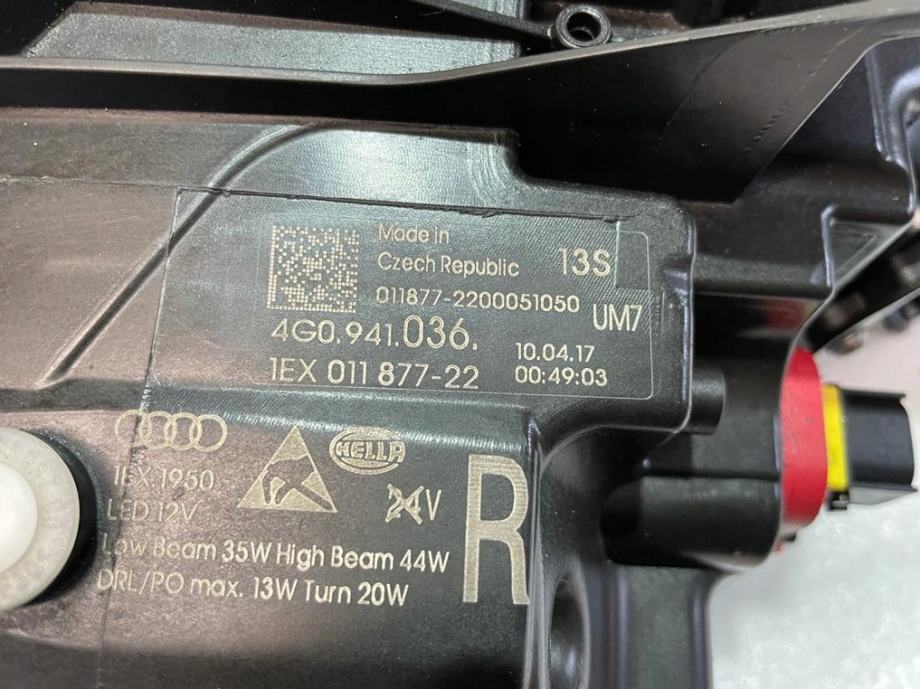 Made in
Czech Republic
13S
011877-2200051050
UM7
4G0.941.036.
10.04.17
1EX 011 877-22
00:49:03
1EX.1950
HELLA
LED 12V
24V
R
Low Beam 35W High Beam 44W
DRL/PO max. 13W Turn 20W